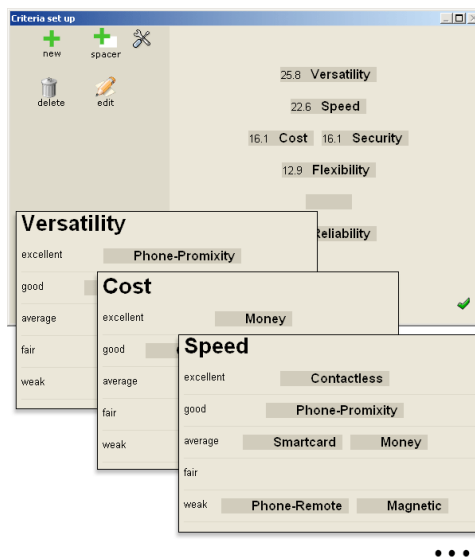 Criteria set up
new
spacer
delete
edit
25.8 Versatility
22.6 Speed
16.1 Cost 16.1 Security
12.9 Flexibility
Reliability
Versatility
excellent Phone-Promixity
good
average
fair
weak
Cost
excellent Money
good
average
fair
weak
Speed
excellent Contactless
good Phone-Promixity
average Smartcard Money
fair
weak Phone-Remote Magnetic
•••